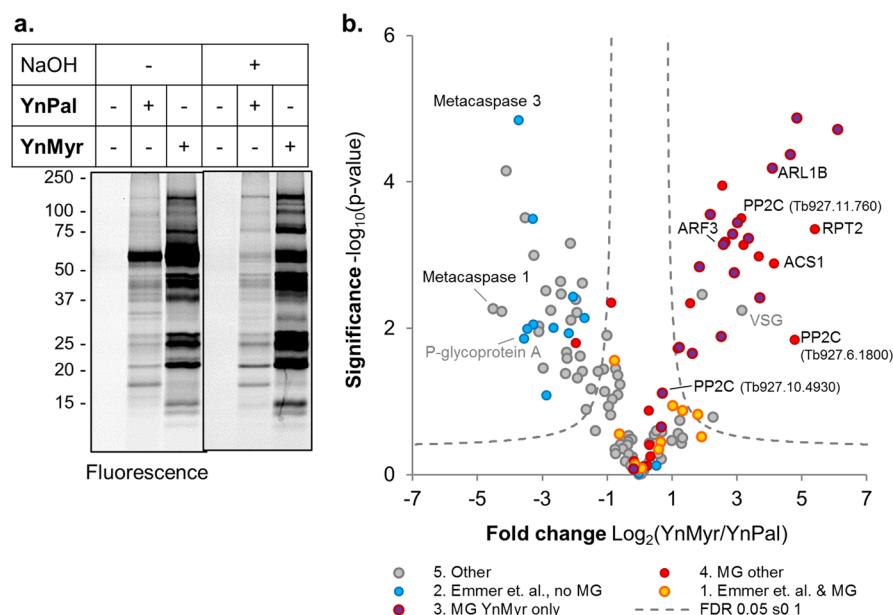 a.
NaOH - +
YnPal - + - - + -
YnMyr - - + - - +
250 -
100 -
75 -
50 -
37 -
25 -
20 -
15 -
Fluorescence
b.
Significance -log10(p-value)
6
4
2
0
-7 -5 -3 -1 1 3 5 7
Fold change Log2(YnMyr/YnPal)
Metacaspase 3
Metacaspase 1
P-glycoprotein A
ARL1B
PP2C (Tb927.11.760)
ARF3
RPT2
ACS1
VSG
PP2C
(Tb927.6.1800)
PP2C (Tb927.10.4930)
5. Other
4. MG other
2. Emmer et. al., no MG
1. Emmer et. al. & MG
3. MG YnMyr only
FDR 0.05 s0 1